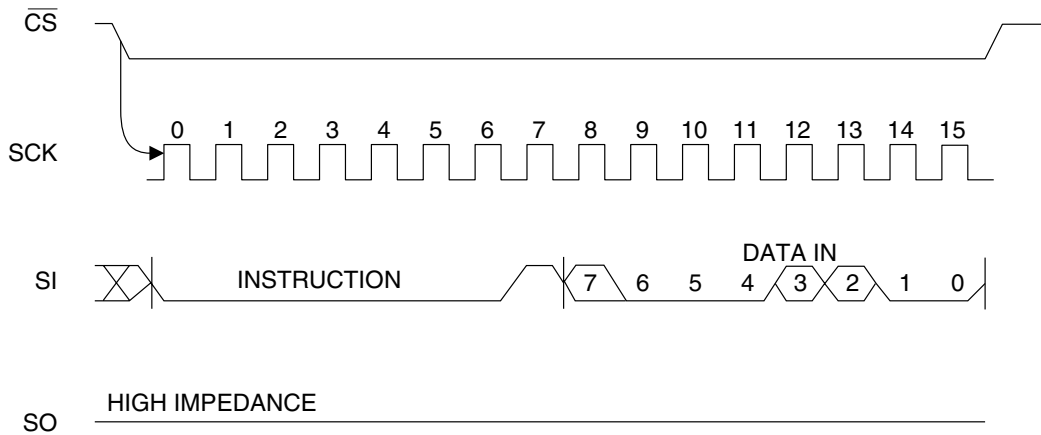 CS
0 1 2 3 4 5 6 7 8 9 10 11 12 13 14 15
SCK
DATA IN
SI
INSTRUCTION
7 6 5 4 3 2 1 0
HIGH IMPEDANCE
SO